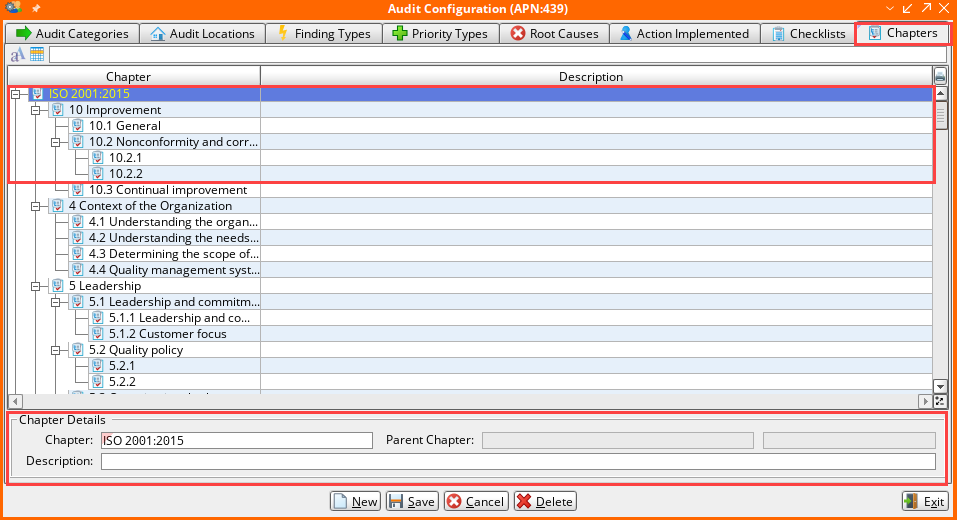 Audit Configuration (APN:439)
Audit Categories Audit Locations Finding Types Priority Types Root Causes Action Implemented Checklists Chapters
Chapter Description
ISO 2001:2015
10 Improvement
10.1 General
10.2 Nonconformity and corr...
10.2.1
10.2.2
10.3 Continual improvement
4 Context of the Organization
4.1 Understanding the organ...
4.2 Understanding the needs...
4.3 Determining the scope of...
4.4 Quality management syst...
5 Leadership
5.1 Leadership and commitm...
5.1.1 Leadership and co...
5.1.2 Customer focus
5.2 Quality policy
5.2.1
5.2.2
Chapter Details
Chapter: ISO 2001:2015 Parent Chapter:
Description:
New Save Cancel Delete Exit